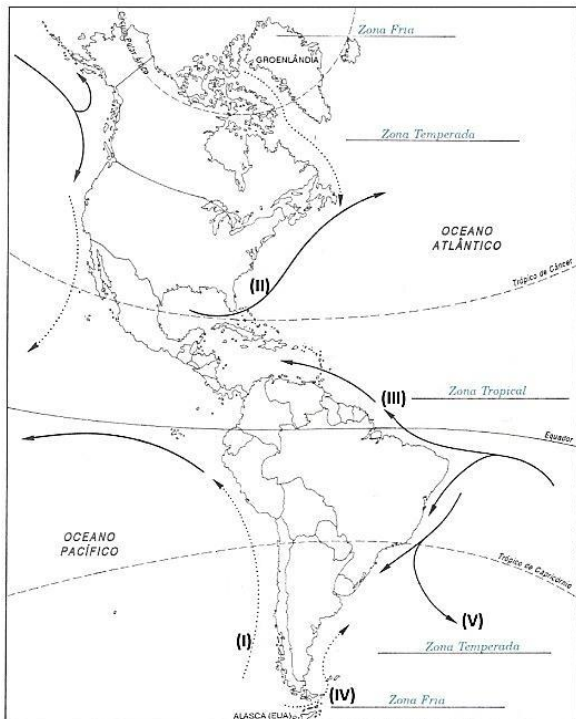 Zona Fria
GROENLÂNDIA
Zona Temperada
OCEANO
ATLÂNTICO
(II)
Trópico de Câncer
(III)
Zona Tropical
Equador
OCEANO
PACÍFICO
Trópico de Capricórnio
(V)
(I)
Zona Temperada
(IV)
Zona Fria
ALASCA (EUA)